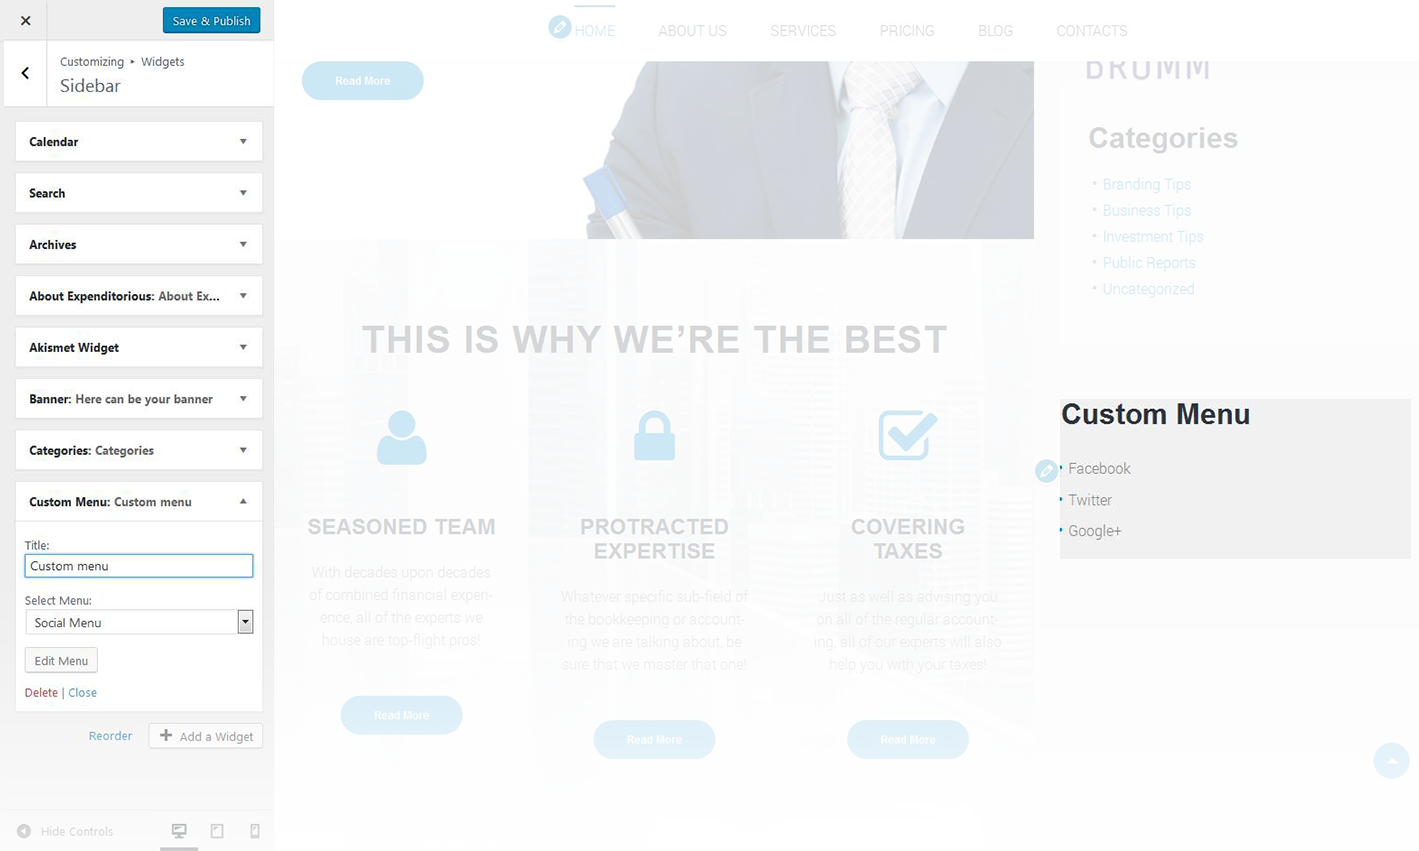 Save & Publish
Customizing ▸ Widgets
Sidebar
Calendar
Search
Archives
About Expenditorious: About Ex...
Akismet Widget
Banner: Here can be your banner
Categories: Categories
Custom Menu: Custom menu
Title:
Custom menu
Select Menu:
Social Menu
Edit Menu
Delete | Close
Reorder
Add a Widget
Hide Controls
HOME ABOUT US SERVICES PRICING BLOG CONTACTS
Read More
BRUMM
Categories
Branding Tips
Business Tips
Investment Tips
Public Reports
Uncategorized
THIS IS WHY WE’RE THE BEST
SEASONED TEAM
With decades upon decades
of combined financial experi-
ence, all of the experts we
house are top-flight pros!
Read More
PROTRACTED
EXPERTISE
Whatever specific sub-field of
the bookkeeping or account-
ing we are talking about, be
sure that we master that one!
Read More
COVERING
TAXES
Just as well as advising you
on all of the regular account-
ing, all of our experts will also
help you with your taxes!
Read More
Custom Menu
Facebook
Twitter
Google+